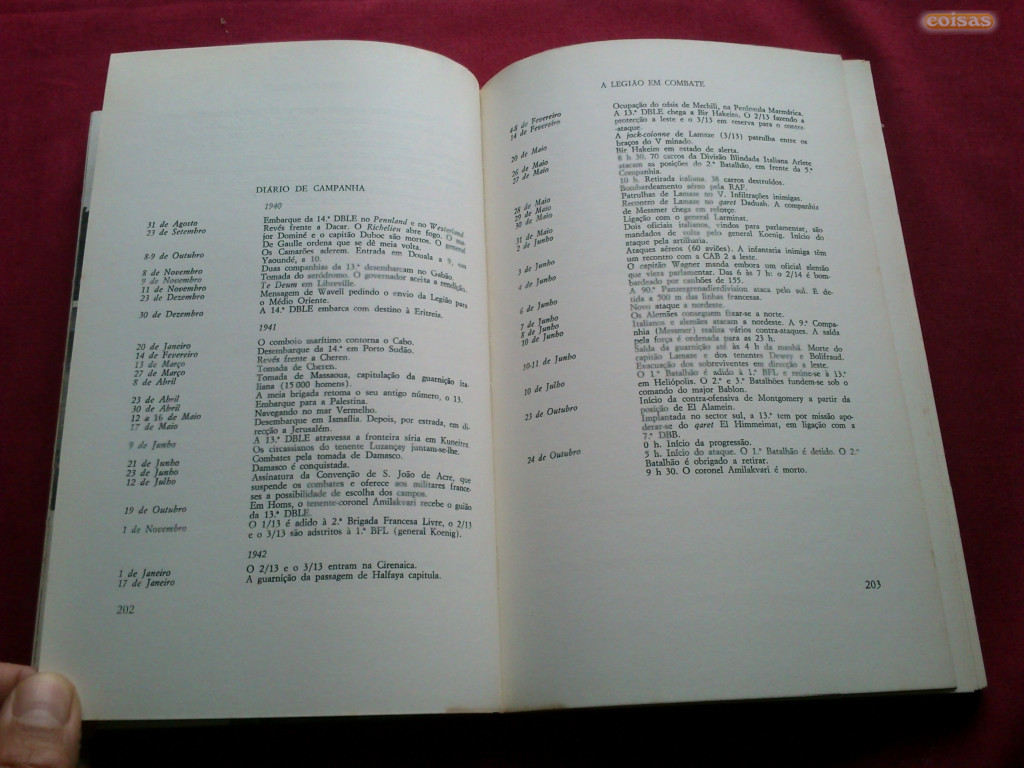 coisas
DIÁRIO DE CAMPANHA
1940
31 de Agosto Embarque da 14.ª DBLE no Pennland e no Westerland
23 de Setembro Revés frente a Dacar. O Richelieu abre fogo. O
jor Dominé e o capitão Doboc são mortos. O general
De Gaulle ordena que se dê meia volta.
8-9 de Outubro Os Camarões aderem. Entrada em Douala a 9, em
Yaoundé, a 10.
8 de Novembro Duas companhias da 13.ª desembarcam no Gabão.
9 de Novembro Tomada do aeródromo. O governador aceita a rendição.
11 de Novembro Te Deum em Libreville.
23 de Dezembro Mensagem de Wavell pedindo o envio da Legião para
o Médio Oriente.
30 de Dezembro A 14.ª DBLE embarca com destino à Eritreia.
1941
20 de Janeiro O comboio marítimo contorna o Cabo.
14 de Fevereiro Desembarque da 14.ª em Porto Sudão.
13 de Março Revés frente a Cheren.
27 de Março Tomada de Cheren.
8 de Abril Tomada de Massaoua, capitulação da guarnição ita-
liana (15 000 homens).
23 de Abril A meia brigada retoma o seu antigo número, o 13.
30 de Abril Embarque para a Palestina.
12 a 16 de Maio Navegando no mar Vermelho.
17 de Maio Desembarque em Ismaília. Depois, por estrada, em di-
recção a Jerusalém.
9 de Junho A 13.ª DBLE atravessa a fronteira síria em Kuneitra.
Os circassianos do tenente Luzançay juntam-se-lhe.
Combates pela tomada de Damasco.
21 de Junho Damasco é conquistada.
23 de Junho Assinatura da Convenção de S. João de Acre, que
12 de Julho suspende os combates e oferece aos militares france-
ses a possibilidade de escolha dos campos.
19 de Outubro Em Homs, o tenente-coronel Amilakvari recebe o guião
da 13.ª DBLE.
1 de Novembro O 1/13 é adido à 2.ª Brigada Francesa Livre, o 2/13
e o 3/13 são adstritos à 1.ª BFL (general Koenig).
1942
1 de Janeiro O 2/13 e o 3/13 entram na Cirenaica.
17 de Janeiro A guarnição da passagem de Halfaya capitula.
202
A LEGIÃO EM COMBATE
4-8 de Fevereiro Ocupação do oásis de Mechili, na Península Marmárica.
14 de Fevereiro A 13.ª DBLE chega a Bir Hakeim. O 2/13 fazendo a
protecção a leste e o 3/13 em reserva para o contra-
-ataque.
20 de Maio A jock-colonne de Lamaze (3/13) patrulha entre os
braços do V minado.
26 de Maio Bir Hakeim em estado de alerta.
27 de Maio 8 h 30. 70 carros da Divisão Blindada Italiana Ariete
atacam as posições do 2.º Batalhão, em frente da 5.ª
Companhia.
10 h. Retirada italiana. 38 carros destruídos.
Bombardeamento aéreo pela RAF.
28 de Maio Patrulhas de Lamaze no V. Infiltrações inimigas.
29 de Maio Recontro de Lamaze no qaret Daduah. A companhia
30 de Maio de Messmer chega em reforço.
31 de Maio Ligação com o general Larminat.
2 de Junho Dois oficiais italianos, vindos para parlamentar, são
mandados de volta pelo general Koenig. Início do
ataque pela artilharia.
3 de Junho Ataques aéreos (60 aviões). A infantaria inimiga tem
um recontro com a CAB 2 a leste.
4 de Junho O capitão Wagner manda embora um oficial alemão
que viera parlamentar. Das 6 às 7 h: o 2/14 é bom-
bardeado por canhões de 155.
6 de Junho A 90.ª Panzergrenadierdivision ataca pelo sul. É de-
tida a 500 m das linhas francesas.
7 de Junho Novo ataque a nordeste.
8 de Junho Os Alemães conseguem fixar-se a norte.
10 de Junho Italianos e alemães atacam a nordeste. A 9.ª Compa-
nhia (Messmer) realiza vários contra-ataques. A saída
pela força é ordenada para as 23 h.
10-11 de Junho Saída da guarnição até às 4 h da manhã. Morte do
capitão Lamaze e dos tenentes Dewey e Bolifraud.
Evacuação dos sobreviventes em direcção a leste.
10 de Julho O 1.º Batalhão é adido à 1.ª BFL e reúne-se à 13.ª
em Heliópolis. O 2.º e 3.º Batalhões fundem-se sob o
comando do major Bablon.
23 de Outubro Início da contra-ofensiva de Montgomery a partir da
posição de El Alamein.
Implantada no sector sul, a 13.ª tem por missão apo-
derar-se do qaret El Himmeimat, em ligação com a
7.ª DBB.
24 de Outubro 0 h. Início da progressão.
5 h. Início do ataque. O 1.º Batalhão é detido. O 2.º
Batalhão é obrigado a retirar.
9 h 30. O coronel Amilakvari é morto.
203